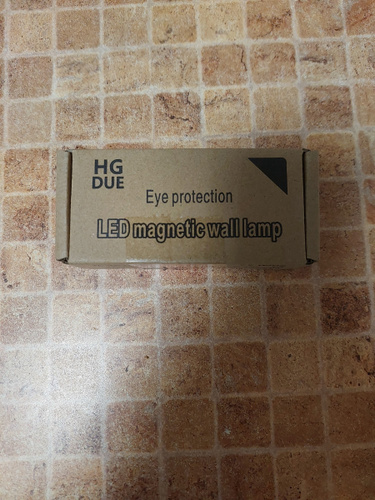 HG
DUE
Eye protection
LED magnetic wall lamp